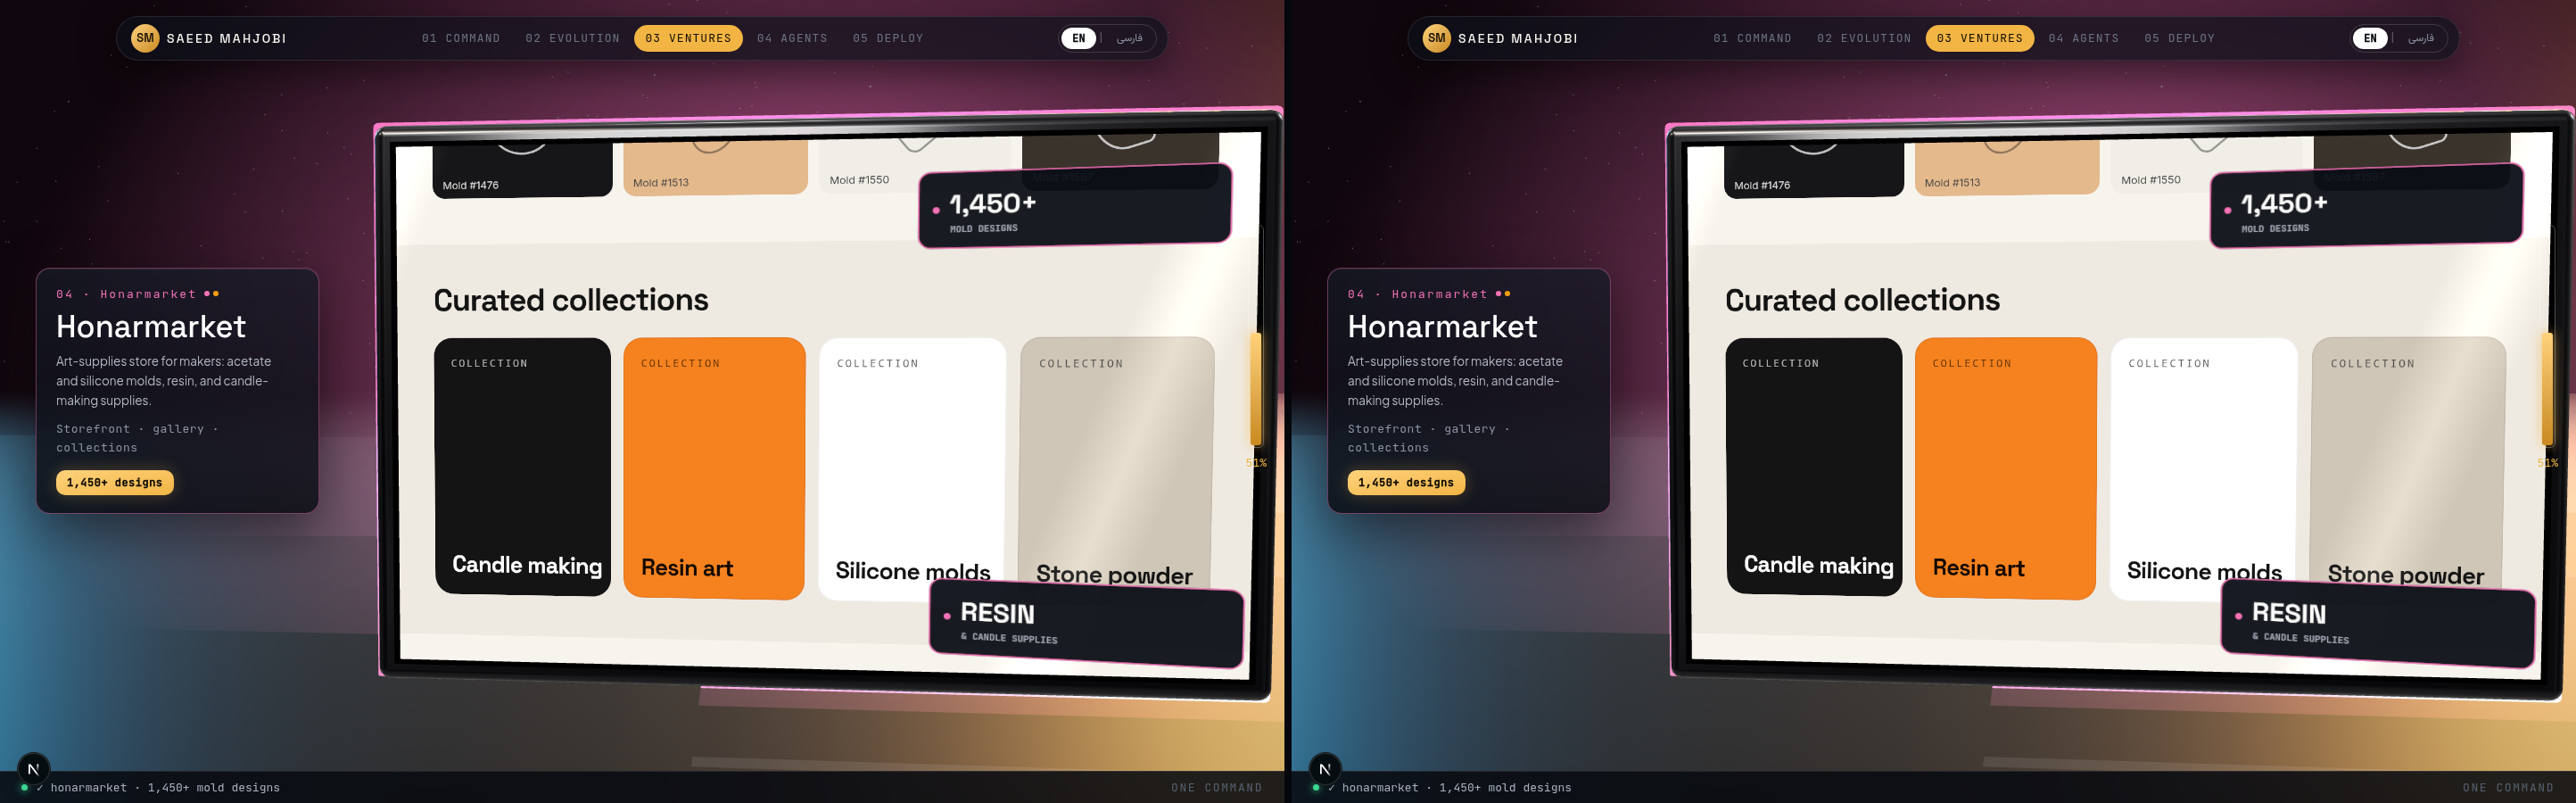 SM SAEED MAHJOBI 01 COMMAND 02 EVOLUTION 03 VENTURES 04 AGENTS 05 DEPLOY EN | فارسی
Mold #1476 Mold #1513 Mold #1550 Mold #1587
1,450+
MOLD DESIGNS
04 · Honarmarket
Honarmarket
Art-supplies store for makers: acetate
and silicone molds, resin, and candle-
making supplies.
Storefront · gallery ·
collections
1,450+ designs
Curated collections
COLLECTION COLLECTION COLLECTION COLLECTION
Candle making Resin art Silicone molds Stone powder
51%
RESIN
& CANDLE SUPPLIES
N
✓ honarmarket · 1,450+ mold designs ONE COMMAND
SM SAEED MAHJOBI 01 COMMAND 02 EVOLUTION 03 VENTURES 04 AGENTS 05 DEPLOY EN | فارسی
Mold #1476 Mold #1513 Mold #1550 Mold #1587
1,450+
MOLD DESIGNS
04 · Honarmarket
Honarmarket
Art-supplies store for makers: acetate
and silicone molds, resin, and candle-
making supplies.
Storefront · gallery ·
collections
1,450+ designs
Curated collections
COLLECTION COLLECTION COLLECTION COLLECTION
Candle making Resin art Silicone molds Stone powder
51%
RESIN
& CANDLE SUPPLIES
N
✓ honarmarket · 1,450+ mold designs ONE COMMAND